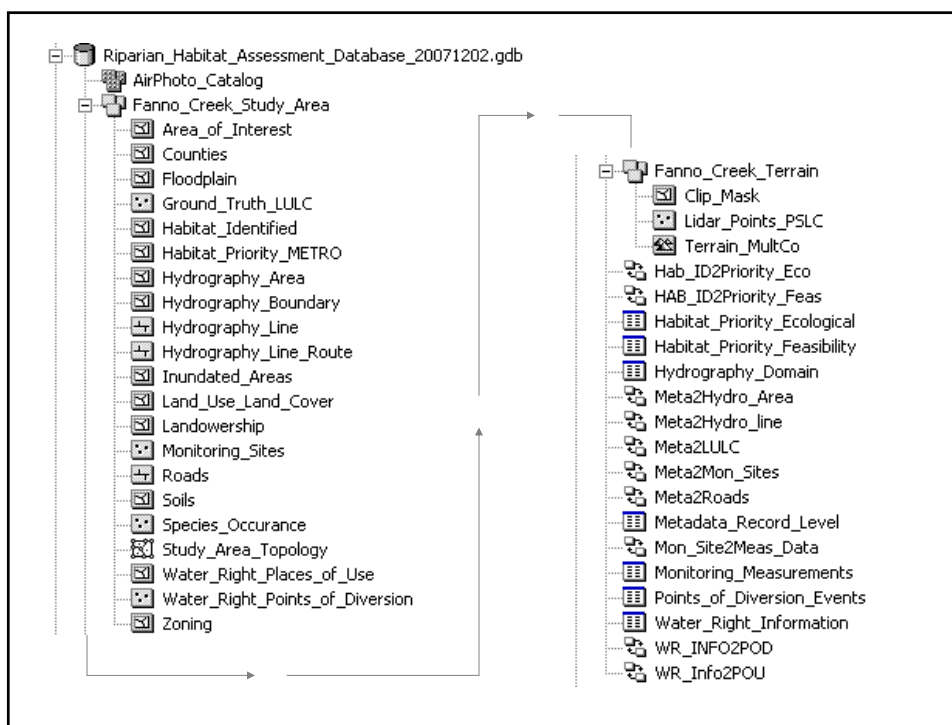 Riparian_Habitat_Assessment_Database_20071202.gdb
AirPhoto_Catalog
Fanno_Creek_Study_Area
Area_of_Interest
Counties
Floodplain
Ground_Truth_LULC
Habitat_Identified
Habitat_Priority_METRO
Hydrography_Area
Hydrography_Boundary
Hydrography_Line
Hydrography_Line_Route
Inundated_Areas
Land_Use_Land_Cover
Landowership
Monitoring_Sites
Roads
Soils
Species_Occurance
Study_Area_Topology
Water_Right_Places_of_Use
Water_Right_Points_of_Diversion
Zoning
Fanno_Creek_Terrain
Clip_Mask
Lidar_Points_PSLC
Terrain_MultCo
Hab_ID2Priority_Eco
HAB_ID2Priority_Feas
Habitat_Priority_Ecological
Habitat_Priority_Feasibility
Hydrography_Domain
Meta2Hydro_Area
Meta2Hydro_line
Meta2LULC
Meta2Mon_Sites
Meta2Roads
Metadata_Record_Level
Mon_Site2Meas_Data
Monitoring_Measurements
Points_of_Diversion_Events
Water_Right_Information
WR_INFO2POD
WR_Info2POU